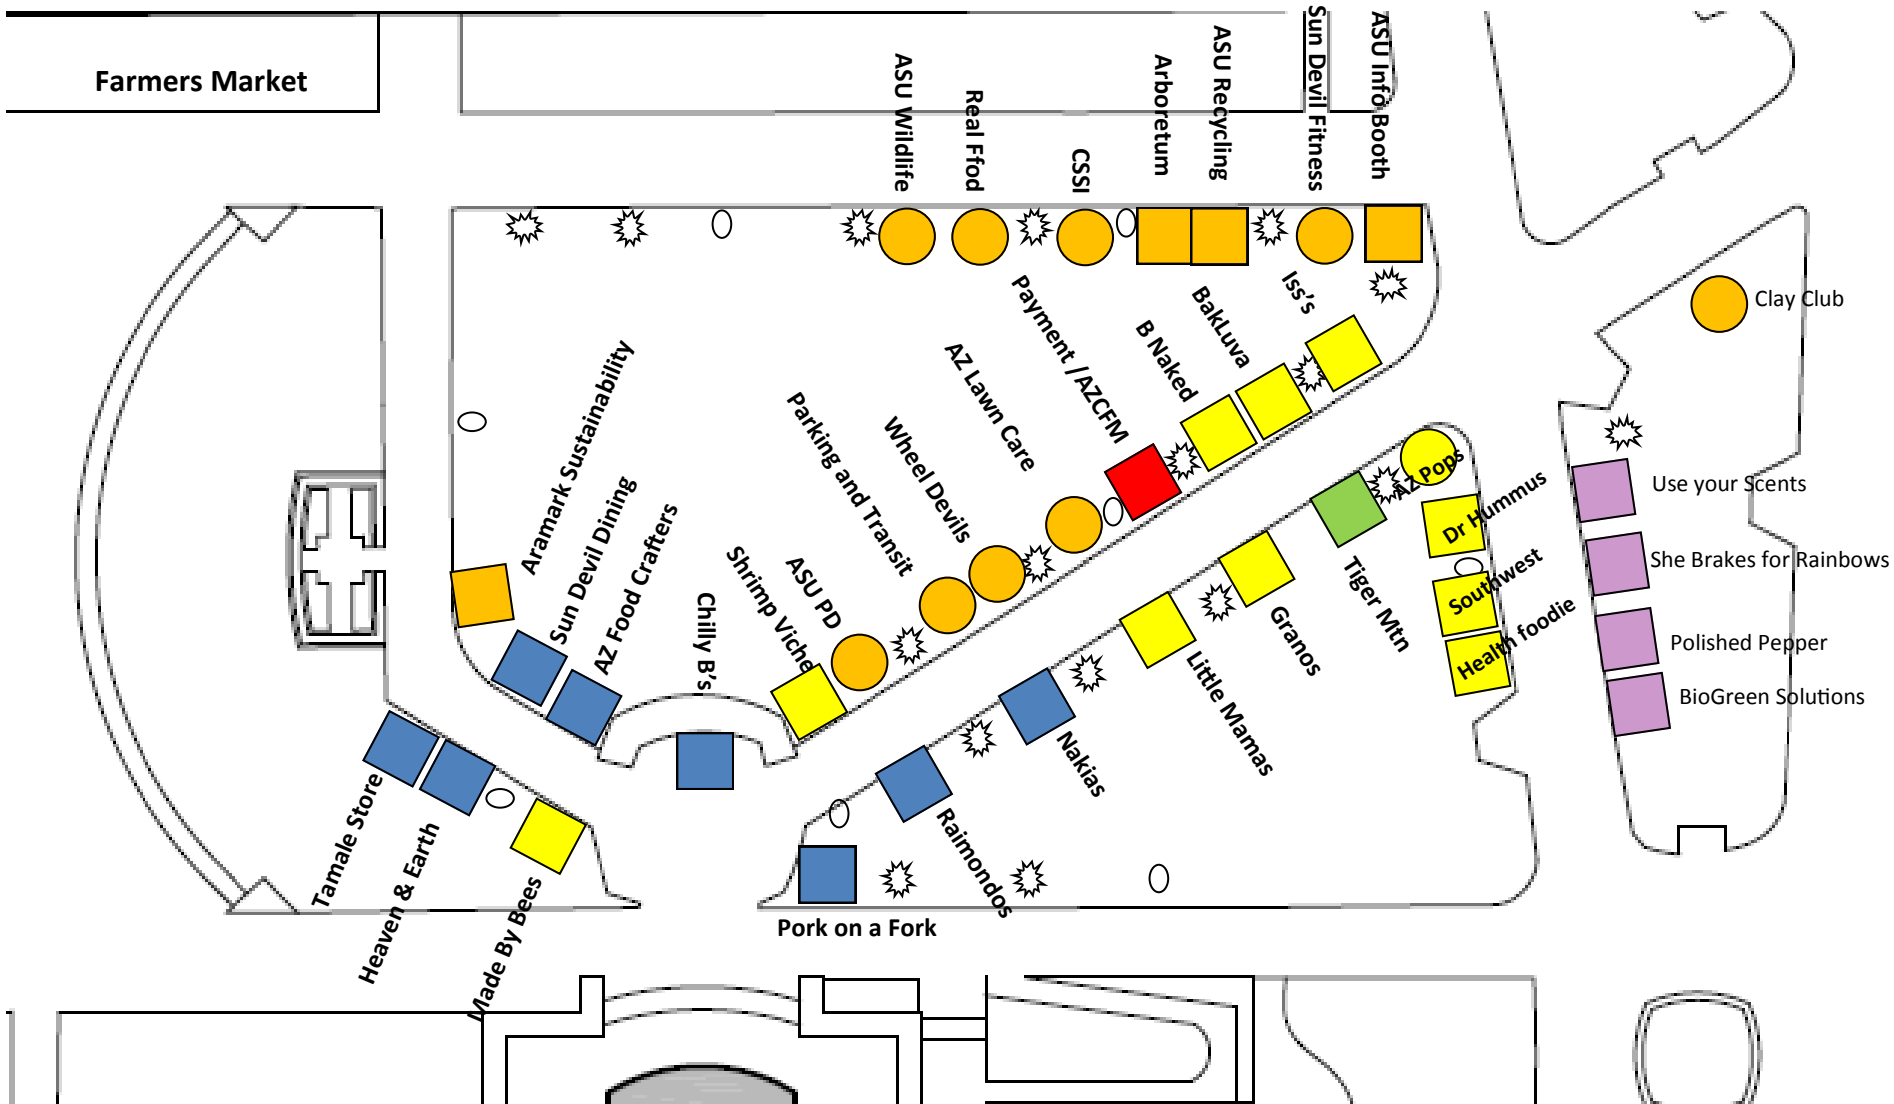 Farmers Market
ASU Wildlife
Real Ffod
CSSI
Arboretum
ASU Recycling
Sun Devil Fitness
ASU Info Booth
Clay Club
Iss's
BakLuva
B Naked
Payment /AZCFM
AZ Lawn Care
Wheel Devils
Parking and Transit
ASU PD
Shrimp Viche
Chilly B's
AZ Food Crafters
Sun Devil Dining
Aramark Sustainability
AZ Pops
Dr Hummus
Southwest
Health foodie
Use your Scents
She Brakes for Rainbows
Polished Pepper
BioGreen Solutions
Tiger Mtn
Granos
Little Mamas
Nakias
Raimondos
Pork on a Fork
Tamale Store
Heaven & Earth
Made By Bees